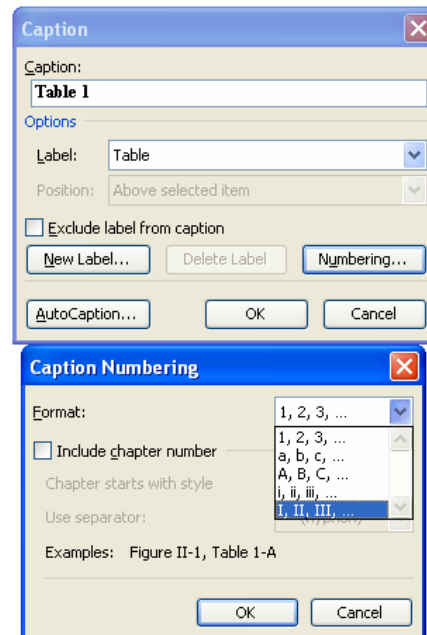 Caption
Caption:
Table 1
Options
Label: Table
Position: Above selected item
Exclude label from caption
New Label... Delete Label Numbering...
AutoCaption... OK Cancel
Caption Numbering
Format: 1, 2, 3, ...
1, 2, 3, ...
Include chapter number
a, b, c, ...
A, B, C, ...
Chapter starts with style
i, ii, iii, ...
I, II, III, ...
Use separator: (hyphen)
Examples: Figure II-1, Table 1-A
OK Cancel